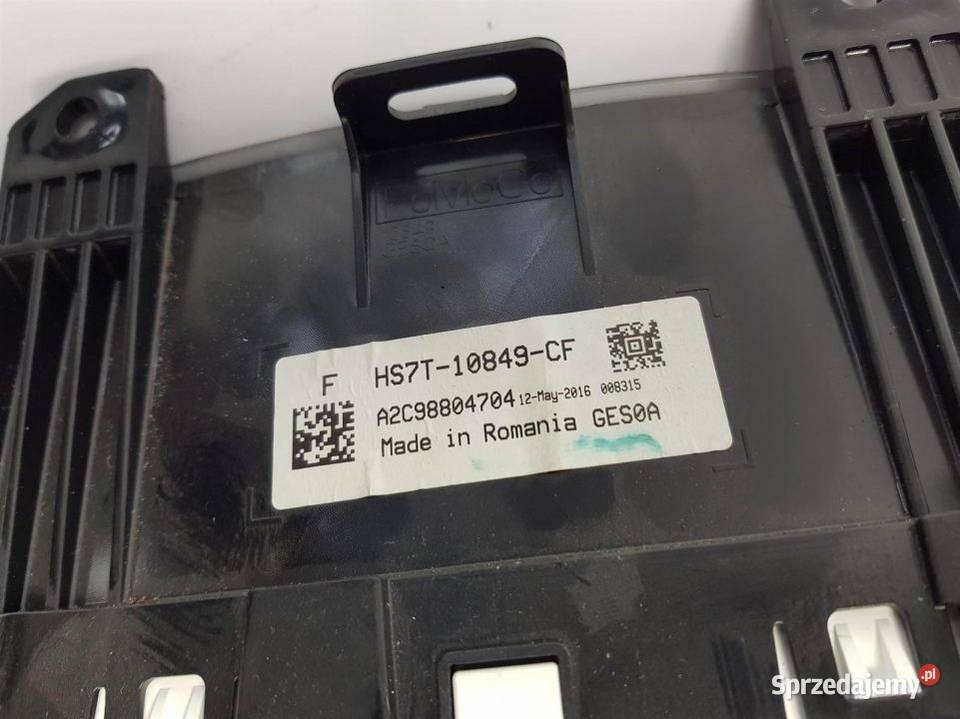 FoMoCo
F HS7T-10849-CF
A2C98804704 12-May-2016 008315
Made in Romania GES0A
Sprzedajemy.pl